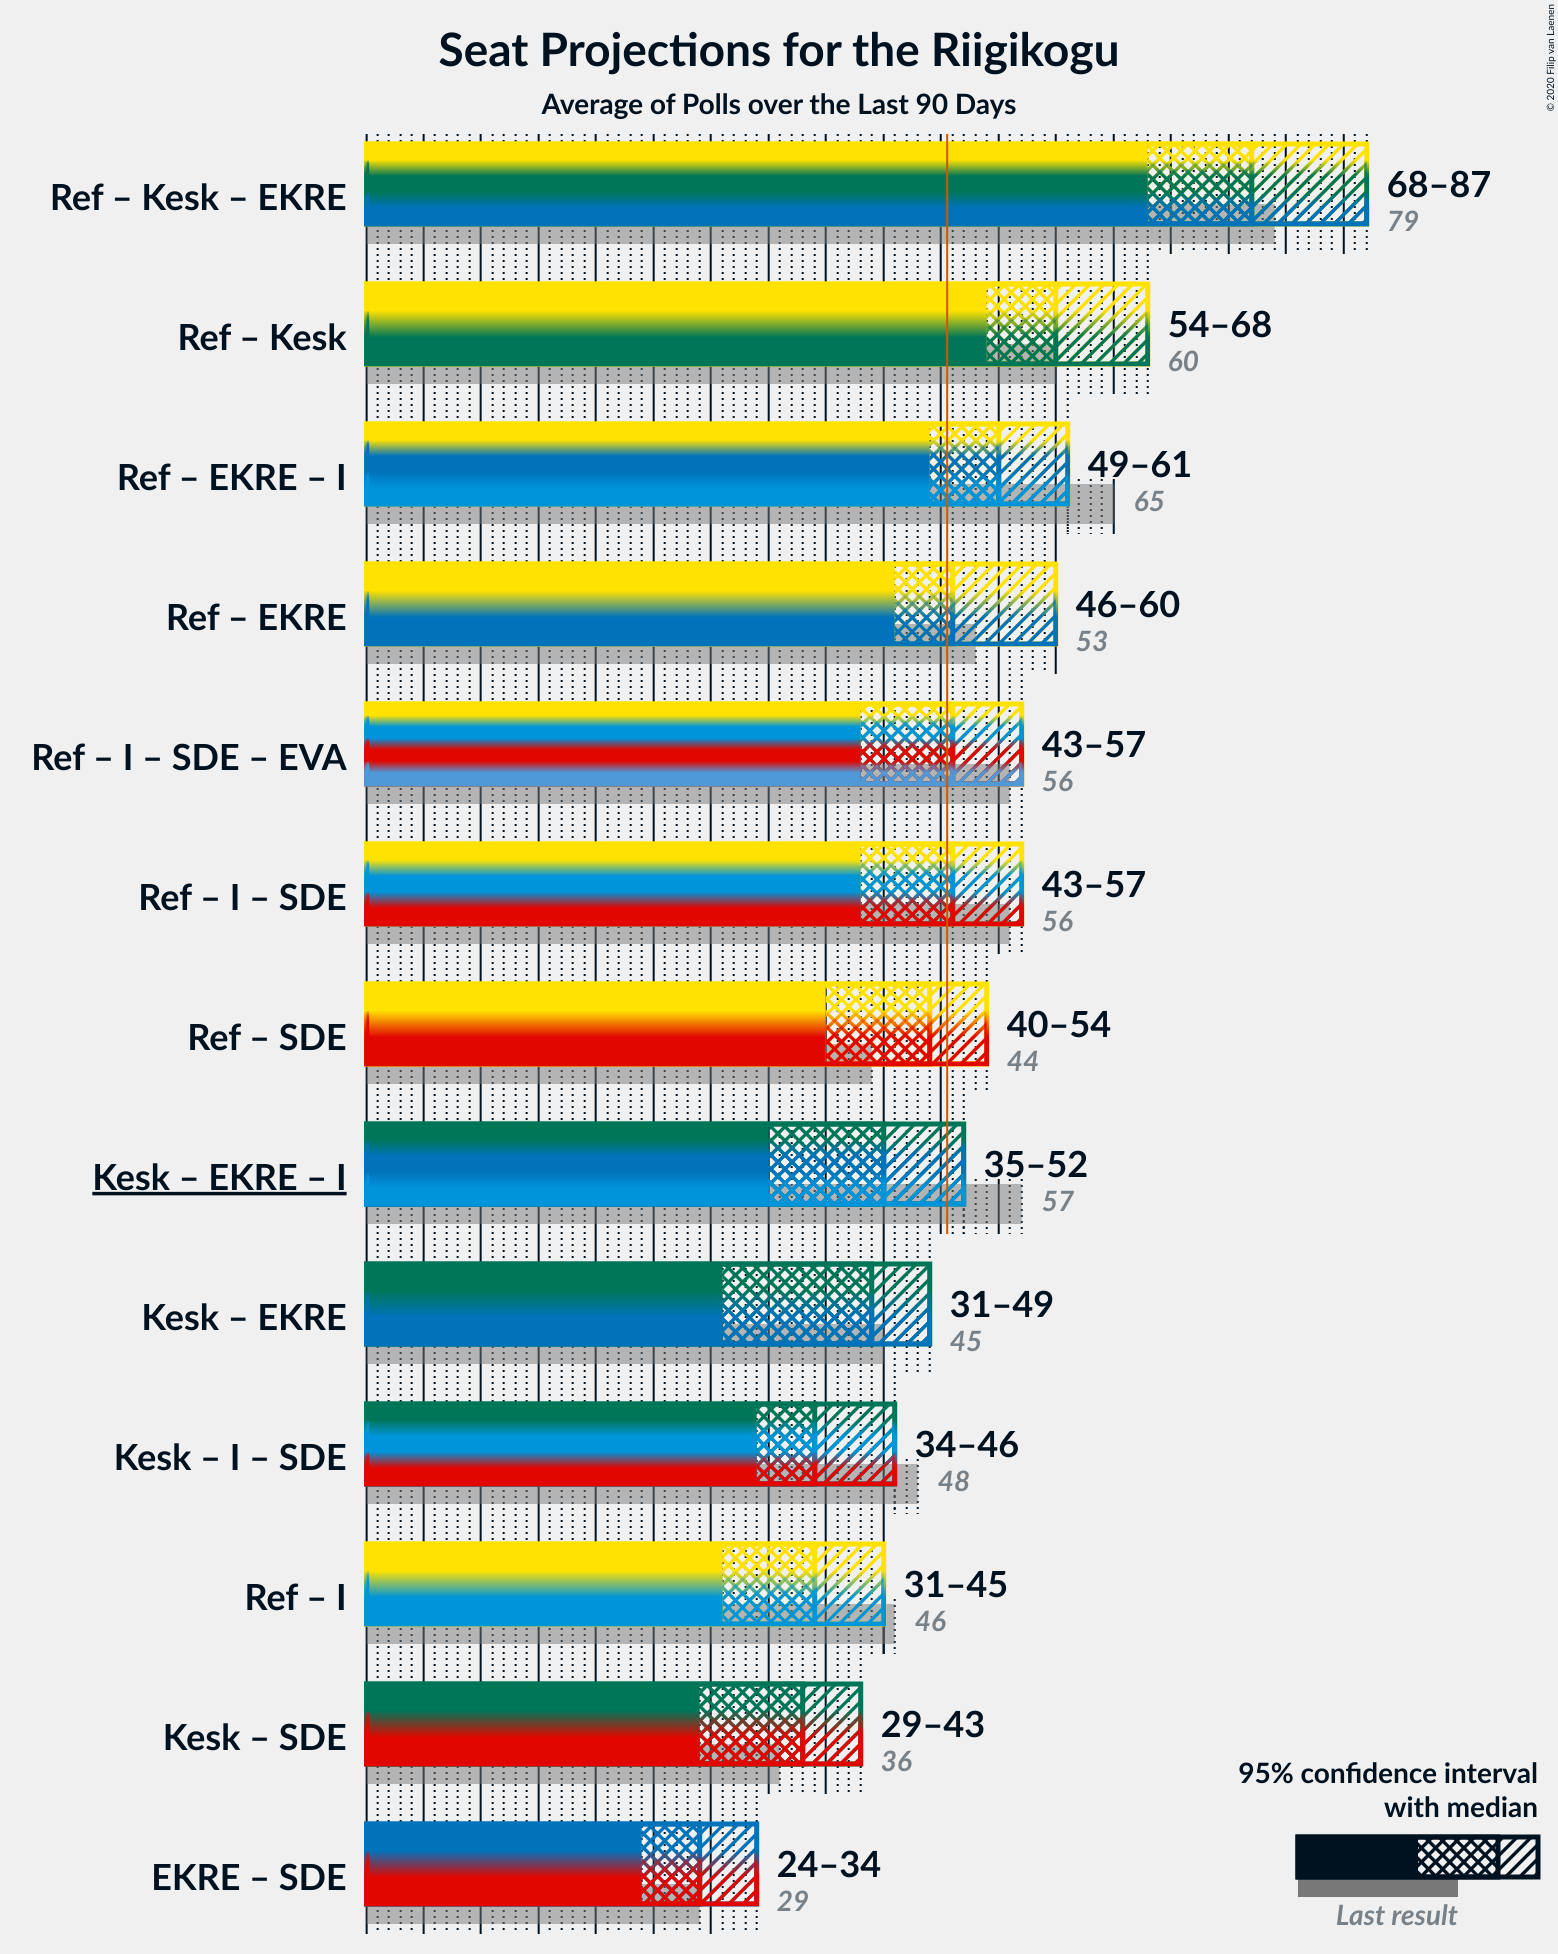 Seat Projections for the Riigikogu
Average of Polls over the Last 90 Days
© 2020 Filip van Laenen
Ref – Kesk – EKRE
68–87
79
Ref – Kesk
54–68
60
Ref – EKRE – I
49–61
65
Ref – EKRE
46–60
53
Ref – I – SDE – EVA
43–57
56
Ref – I – SDE
43–57
56
Ref – SDE
40–54
44
Kesk – EKRE – I
35–52
57
Kesk – EKRE
31–49
45
Kesk – I – SDE
34–46
48
Ref – I
31–45
46
Kesk – SDE
29–43
36
EKRE – SDE
24–34
29
95% confidence interval
with median
Last result